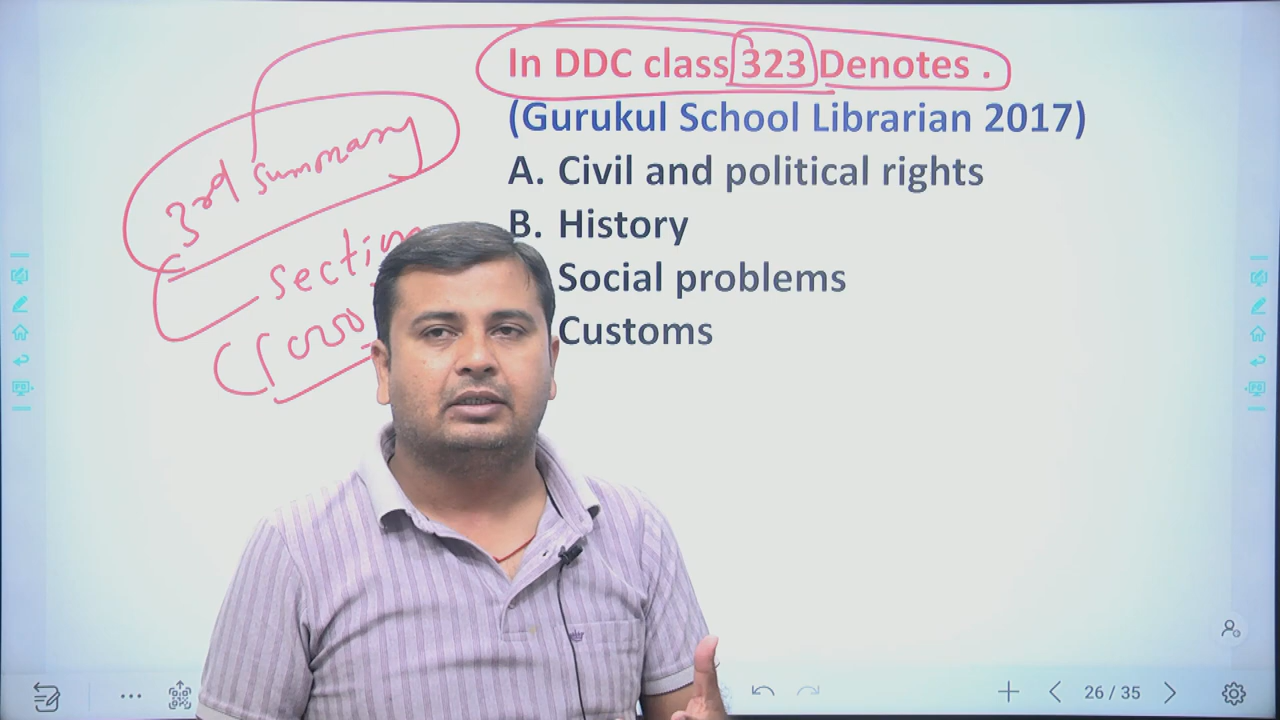 In DDC class 323 Denotes .
(Gurukul School Librarian 2017)
A. Civil and political rights
B. History
Social problems
Customs
3rd summary
section
(1000
26 / 35